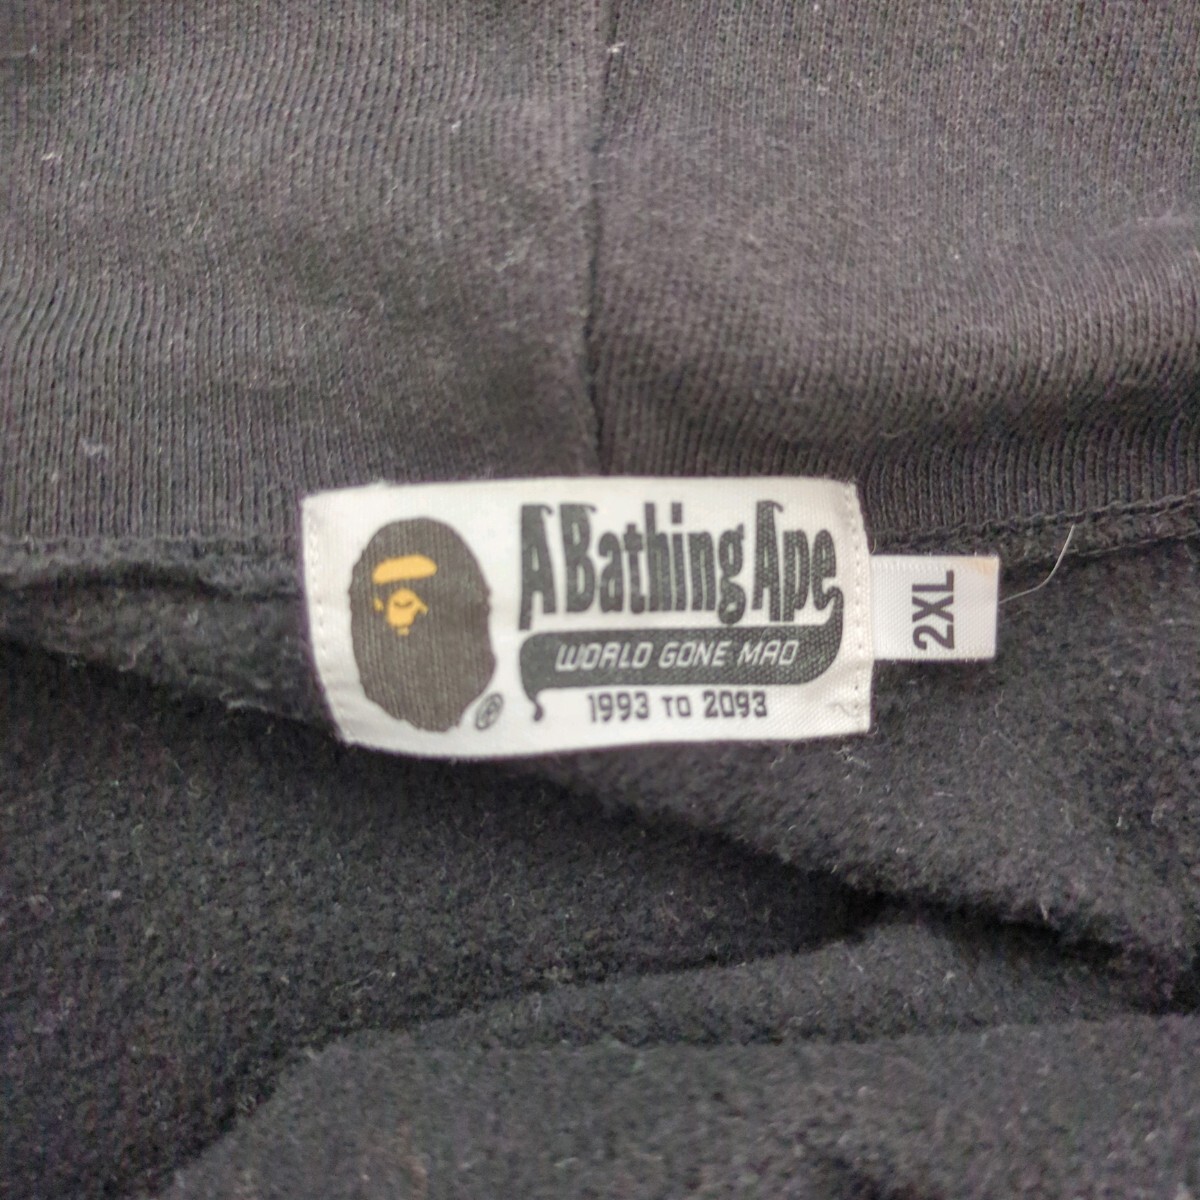 A Bathing Ape
WORLD GONE MAD
1993 TO 2093
®
2XL